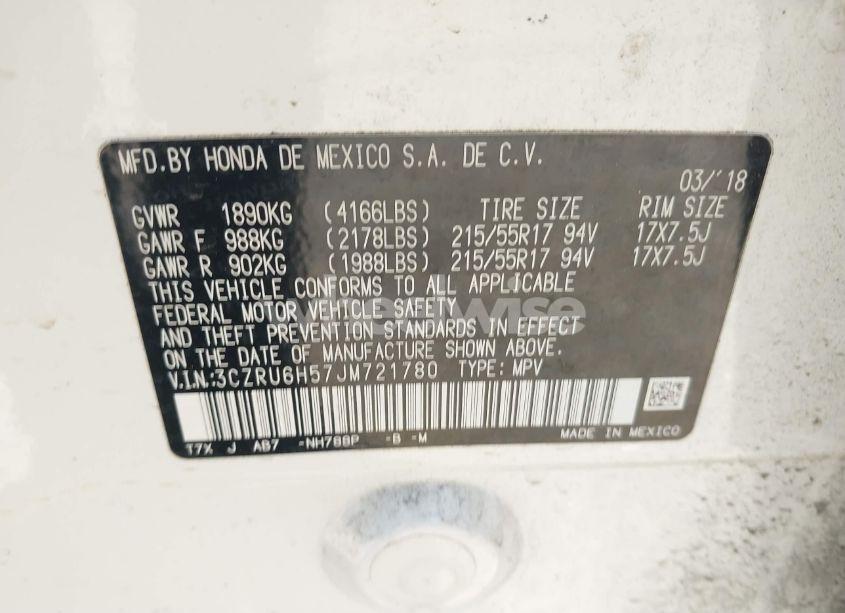 MFD.BY HONDA DE MEXICO S.A. DE C.V.
03/'18
GVWR 1890KG (4166LBS) TIRE SIZE RIM SIZE
GAWR F 988KG (2178LBS) 215/55R17 94V 17X7.5J
GAWR R 902KG (1988LBS) 215/55R17 94V 17X7.5J
THIS VEHICLE CONFORMS TO ALL APPLICABLE
FEDERAL MOTOR VEHICLE SAFETY
AND THEFT PREVENTION STANDARDS IN EFFECT
ON THE DATE OF MANUFACTURE SHOWN ABOVE.
V.I.N.:3CZRU6H57JM721780 TYPE: MPV
T7X J AB7 -NH788P -B -M
MADE IN MEXICO
wheelwise